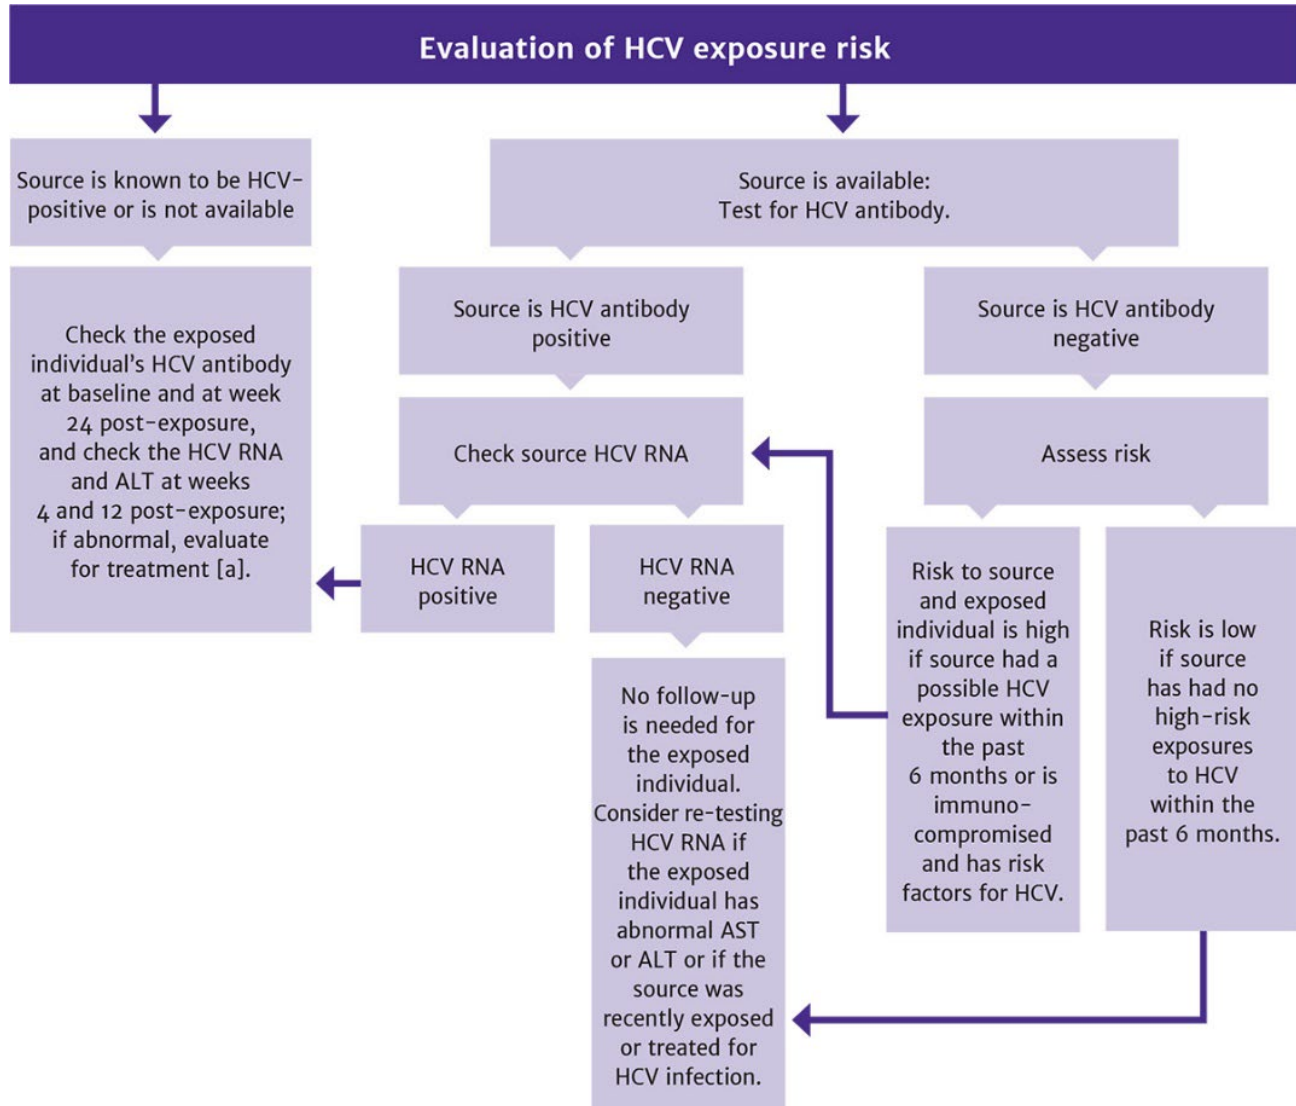 Evaluation of HCV exposure risk
Source is known to be HCV-
positive or is not available
Check the exposed
individual's HCV antibody
at baseline and at week
24 post-exposure,
and check the HCV RNA
and ALT at weeks
4 and 12 post-exposure;
if abnormal, evaluate
for treatment [a].
Source is available:
Test for HCV antibody.
Source is HCV antibody
positive
Check source HCV RNA
HCV RNA
positive
HCV RNA
negative
No follow-up
is needed for
the exposed
individual.
Consider re-testing
HCV RNA if
the exposed
individual has
abnormal AST
or ALT or if the
source was
recently exposed
or treated for
HCV infection.
Source is HCV antibody
negative
Assess risk
Risk to source
and exposed
individual is high
if source had a
possible HCV
exposure within
the past
6 months or is
immuno-
compromised
and has risk
factors for HCV.
Risk is low
if source
has had no
high-risk
exposures
to HCV
within the
past 6 months.